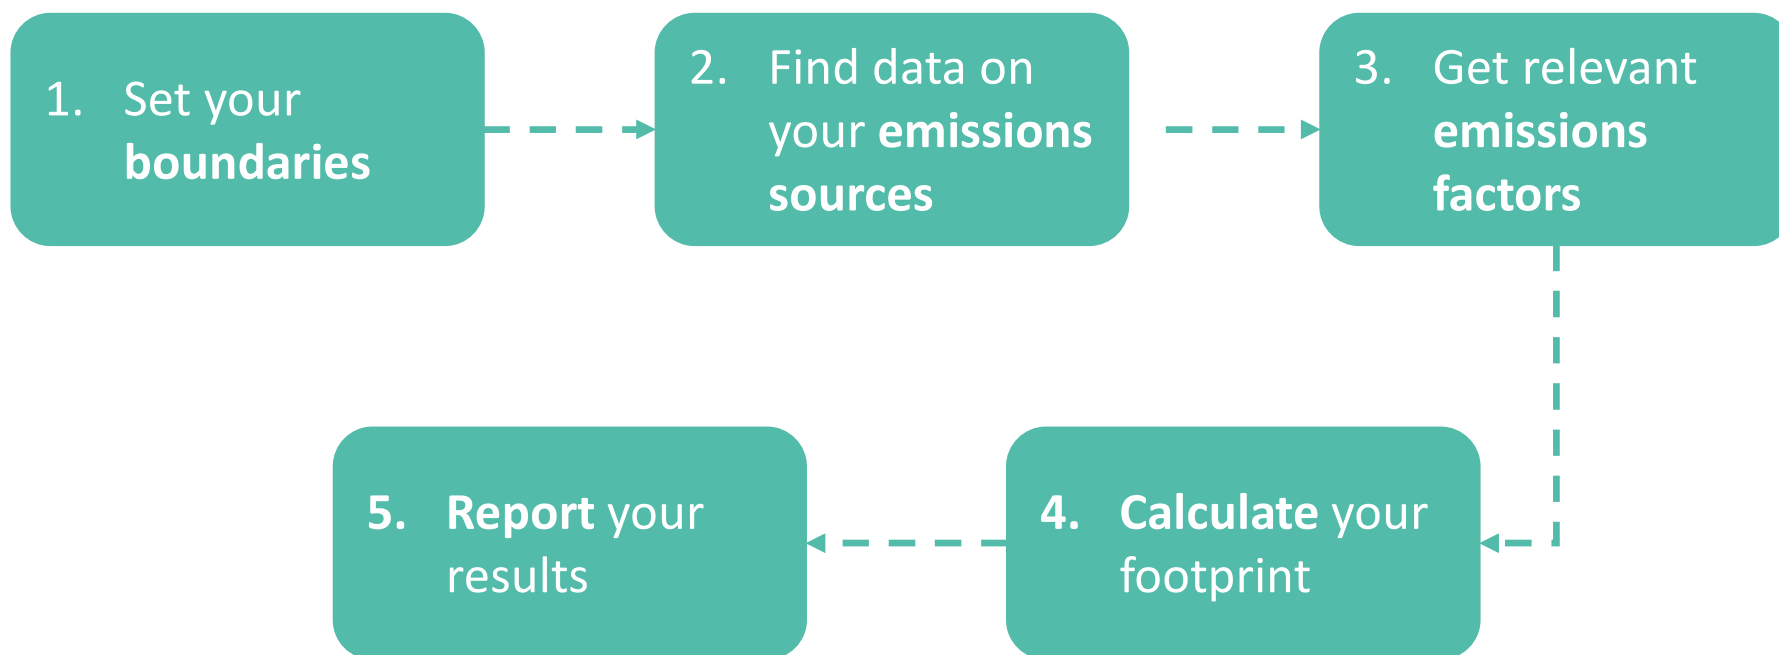 1. Set your
boundaries
2. Find data on
your emissions
sources
3. Get relevant
emissions
factors
4. Calculate your
footprint
5. Report your
results